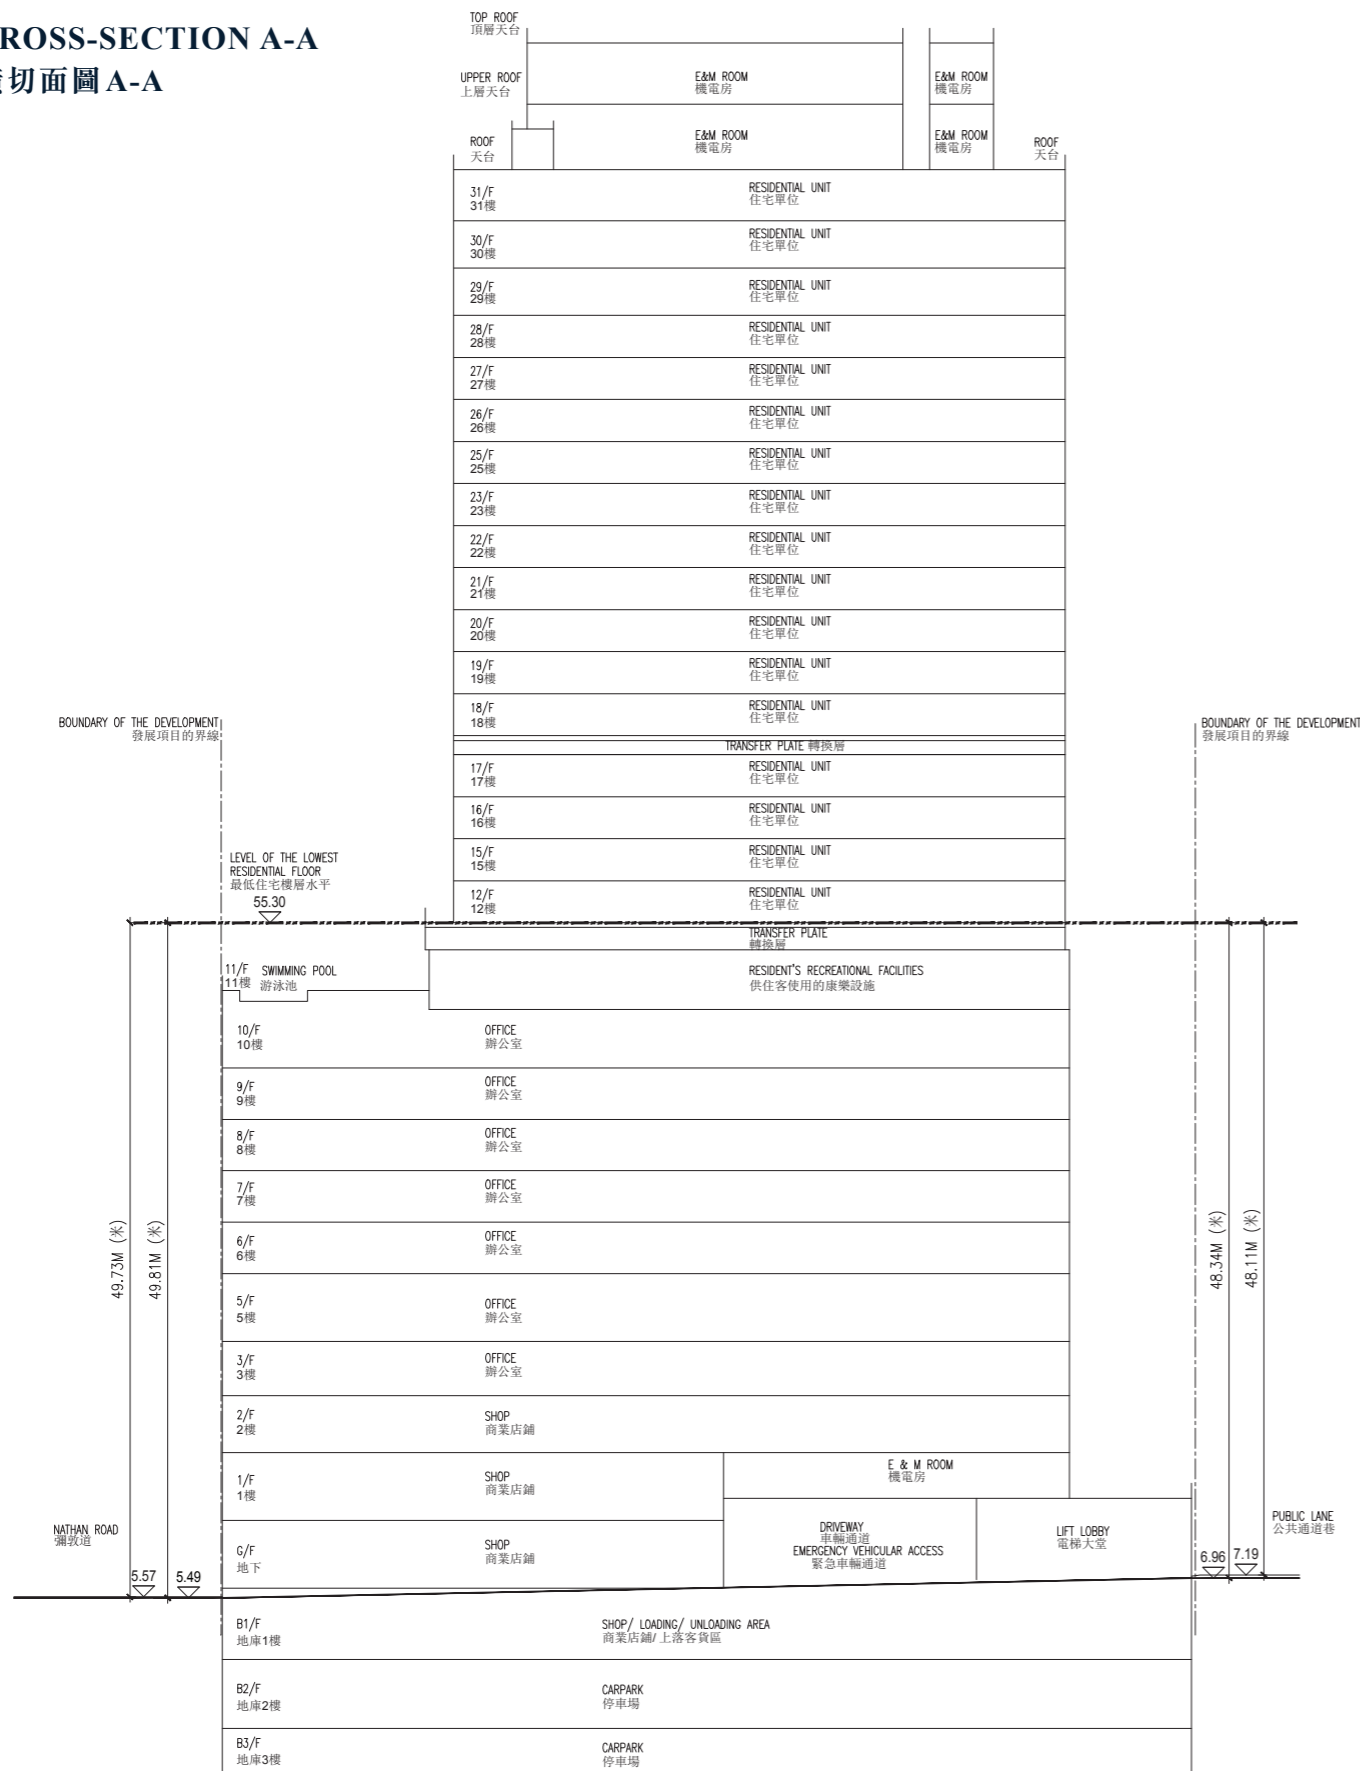 ROSS-SECTION A-A
切面圖A-A
TOP ROOF
頂層天台
UPPER ROOF
上層天台
E&M ROOM
機電房
E&M ROOM
機電房
ROOF
天台
E&M ROOM
機電房
E&M ROOM
機電房
ROOF
天台
31/F
31樓
RESIDENTIAL UNIT
住宅單位
30/F
30樓
RESIDENTIAL UNIT
住宅單位
29/F
29樓
RESIDENTIAL UNIT
住宅單位
28/F
28樓
RESIDENTIAL UNIT
住宅單位
27/F
27樓
RESIDENTIAL UNIT
住宅單位
26/F
26樓
RESIDENTIAL UNIT
住宅單位
25/F
25樓
RESIDENTIAL UNIT
住宅單位
23/F
23樓
RESIDENTIAL UNIT
住宅單位
22/F
22樓
RESIDENTIAL UNIT
住宅單位
21/F
21樓
RESIDENTIAL UNIT
住宅單位
20/F
20樓
RESIDENTIAL UNIT
住宅單位
19/F
19樓
RESIDENTIAL UNIT
住宅單位
18/F
18樓
RESIDENTIAL UNIT
住宅單位
BOUNDARY OF THE DEVELOPMENT
發展項目的界線
BOUNDARY OF THE DEVELOPMENT
發展項目的界線
TRANSFER PLATE 轉換層
17/F
17樓
RESIDENTIAL UNIT
住宅單位
16/F
16樓
RESIDENTIAL UNIT
住宅單位
15/F
15樓
RESIDENTIAL UNIT
住宅單位
LEVEL OF THE LOWEST
RESIDENTIAL FLOOR
最低住宅樓層水平
55.30
12/F
12樓
RESIDENTIAL UNIT
住宅單位
TRANSFER PLATE
轉換層
11/F
11樓
SWIMMING POOL
游泳池
RESIDENT'S RECREATIONAL FACILITIES
供住客使用的康樂設施
10/F
10樓
OFFICE
辦公室
9/F
9樓
OFFICE
辦公室
8/F
8樓
OFFICE
辦公室
7/F
7樓
OFFICE
辦公室
6/F
6樓
OFFICE
辦公室
49.73M (米)
49.81M (米)
48.34M (米)
48.11M (米)
5/F
5樓
OFFICE
辦公室
3/F
3樓
OFFICE
辦公室
2/F
2樓
SHOP
商業店鋪
1/F
1樓
SHOP
商業店鋪
E & M ROOM
機電房
NATHAN ROAD
彌敦道
G/F
地下
SHOP
商業店鋪
DRIVEWAY
車輛通道
EMERGENCY VEHICULAR ACCESS
緊急車輛通道
LIFT LOBBY
電梯大堂
PUBLIC LANE
公共通道巷
5.57
5.49
6.96
7.19
B1/F
地庫1樓
SHOP/ LOADING/ UNLOADING AREA
商業店鋪/ 上落客貨區
B2/F
地庫2樓
CARPARK
停車場
B3/F
地庫3樓
CARPARK
停車場